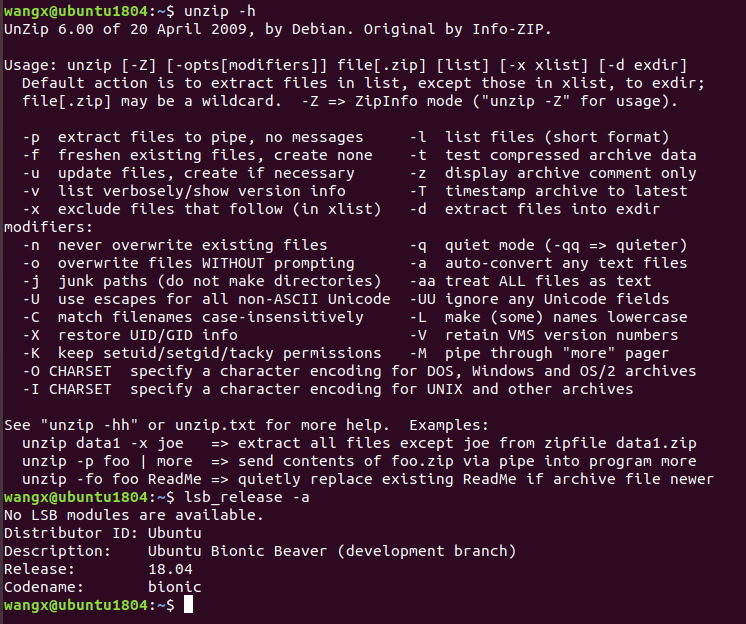 wangx@ubuntu1804:~$ unzip -h
UnZip 6.00 of 20 April 2009, by Debian. Original by Info-ZIP.

Usage: unzip [-Z] [-opts[modifiers]] file[.zip] [list] [-x xlist] [-d exdir]
  Default action is to extract files in list, except those in xlist, to exdir;
  file[.zip] may be a wildcard.  -Z => ZipInfo mode ("unzip -Z" for usage).

  -p  extract files to pipe, no messages     -l  list files (short format)
  -f  freshen existing files, create none    -t  test compressed archive data
  -u  update files, create if necessary      -z  display archive comment only
  -v  list verbosely/show version info       -T  timestamp archive to latest
  -x  exclude files that follow (in xlist)   -d  extract files into exdir
modifiers:
  -n  never overwrite existing files         -q  quiet mode (-qq => quieter)
  -o  overwrite files WITHOUT prompting      -a  auto-convert any text files
  -j  junk paths (do not make directories)   -aa treat ALL files as text
  -U  use escapes for all non-ASCII Unicode  -UU ignore any Unicode fields
  -C  match filenames case-insensitively     -L  make (some) names lowercase
  -X  restore UID/GID info                   -V  retain VMS version numbers
  -K  keep setuid/setgid/tacky permissions   -M  pipe through "more" pager
  -O CHARSET  specify a character encoding for DOS, Windows and OS/2 archives
  -I CHARSET  specify a character encoding for UNIX and other archives

See "unzip -hh" or unzip.txt for more help.  Examples:
  unzip data1 -x joe   => extract all files except joe from zipfile data1.zip
  unzip -p foo | more  => send contents of foo.zip via pipe into program more
  unzip -fo foo ReadMe => quietly replace existing ReadMe if archive file newer
wangx@ubuntu1804:~$ lsb_release -a
No LSB modules are available.
Distributor ID: Ubuntu
Description:    Ubuntu Bionic Beaver (development branch)
Release:        18.04
Codename:       bionic
wangx@ubuntu1804:~$